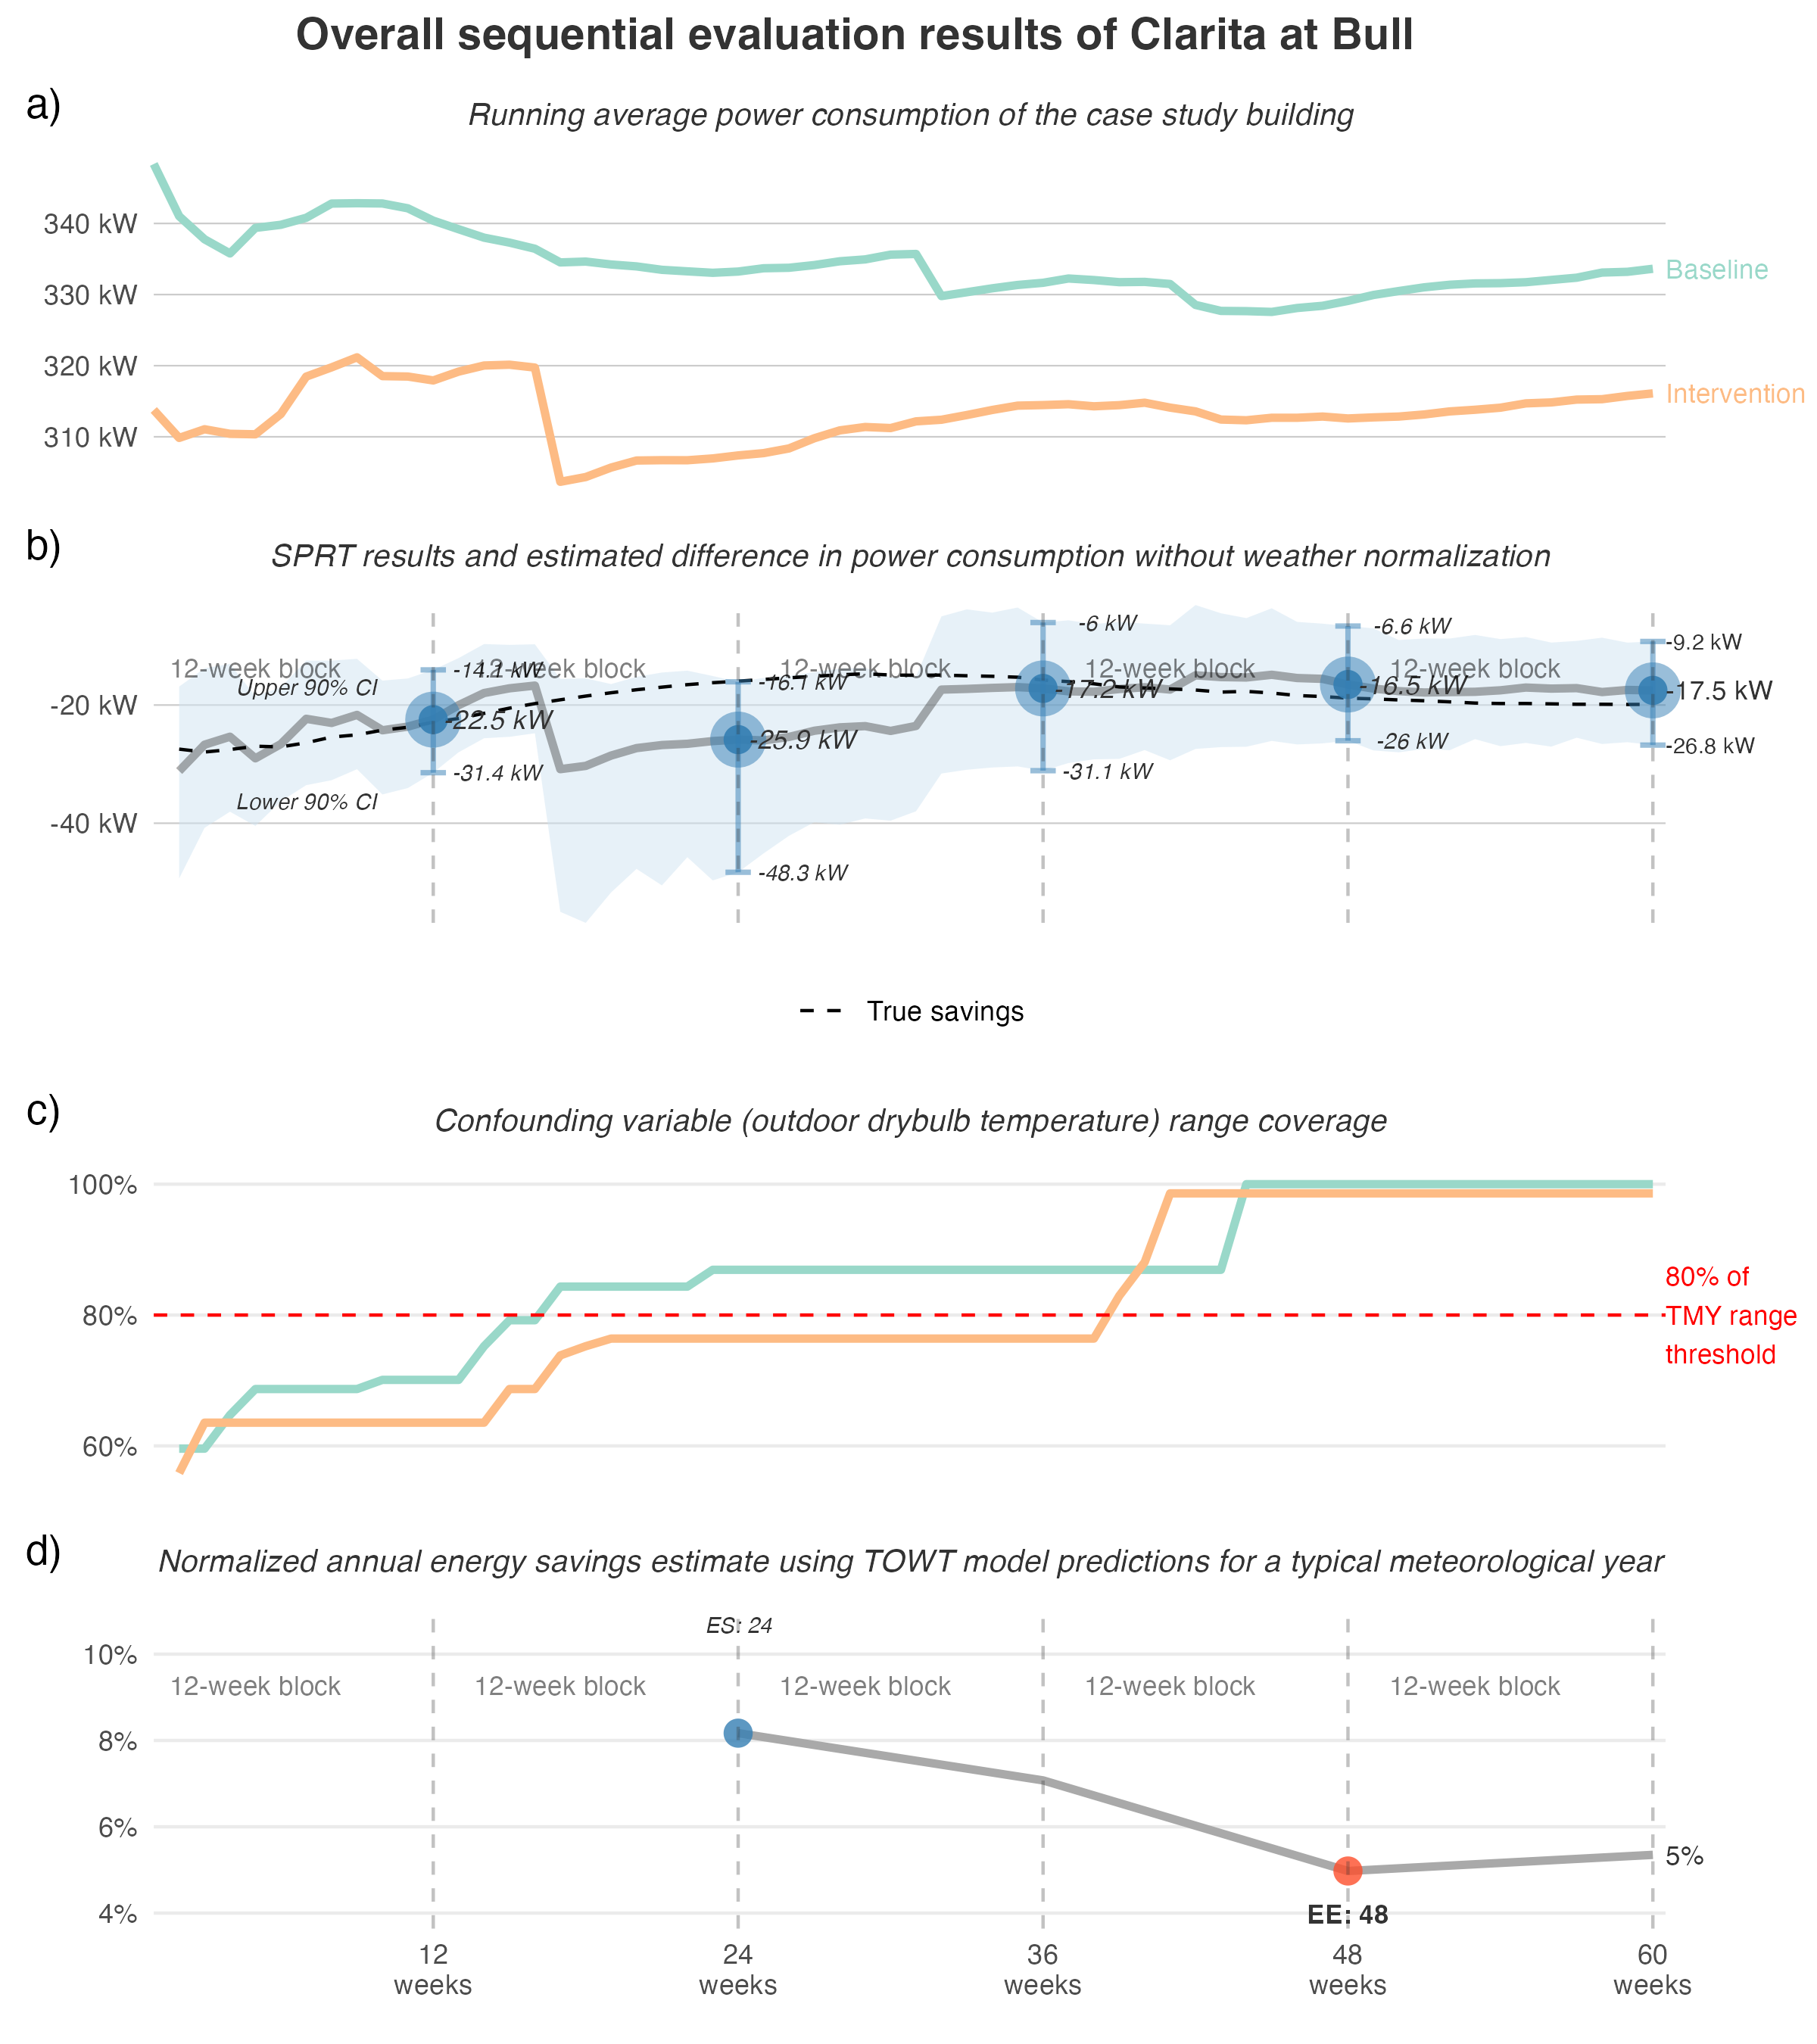 Overall sequential evaluation results of Clarita at Bull
a)
Running average power consumption of the case study building
340 kW
330 kW
320 kW
310 kW
Baseline
Intervention
b)
SPRT results and estimated difference in power consumption without weather normalization
12-week block
12-week block
12-week block
12-week block
12-week block
Upper 90% CI
Lower 90% CI
-20 kW
-40 kW
-14.1 kW
-22.5 kW
-31.4 kW
-16.1 kW
-25.9 kW
-48.3 kW
-6 kW
-17.2 kW
-31.1 kW
-6.6 kW
-16.5 kW
-26 kW
-9.2 kW
-17.5 kW
-26.8 kW
True savings
c)
Confounding variable (outdoor drybulb temperature) range coverage
100%
80%
60%
80% of
TMY range
threshold
d)
Normalized annual energy savings estimate using TOWT model predictions for a typical meteorological year
ES: 24
10%
8%
6%
4%
12-week block
12-week block
12-week block
12-week block
12-week block
5%
EE: 48
12
weeks
24
weeks
36
weeks
48
weeks
60
weeks